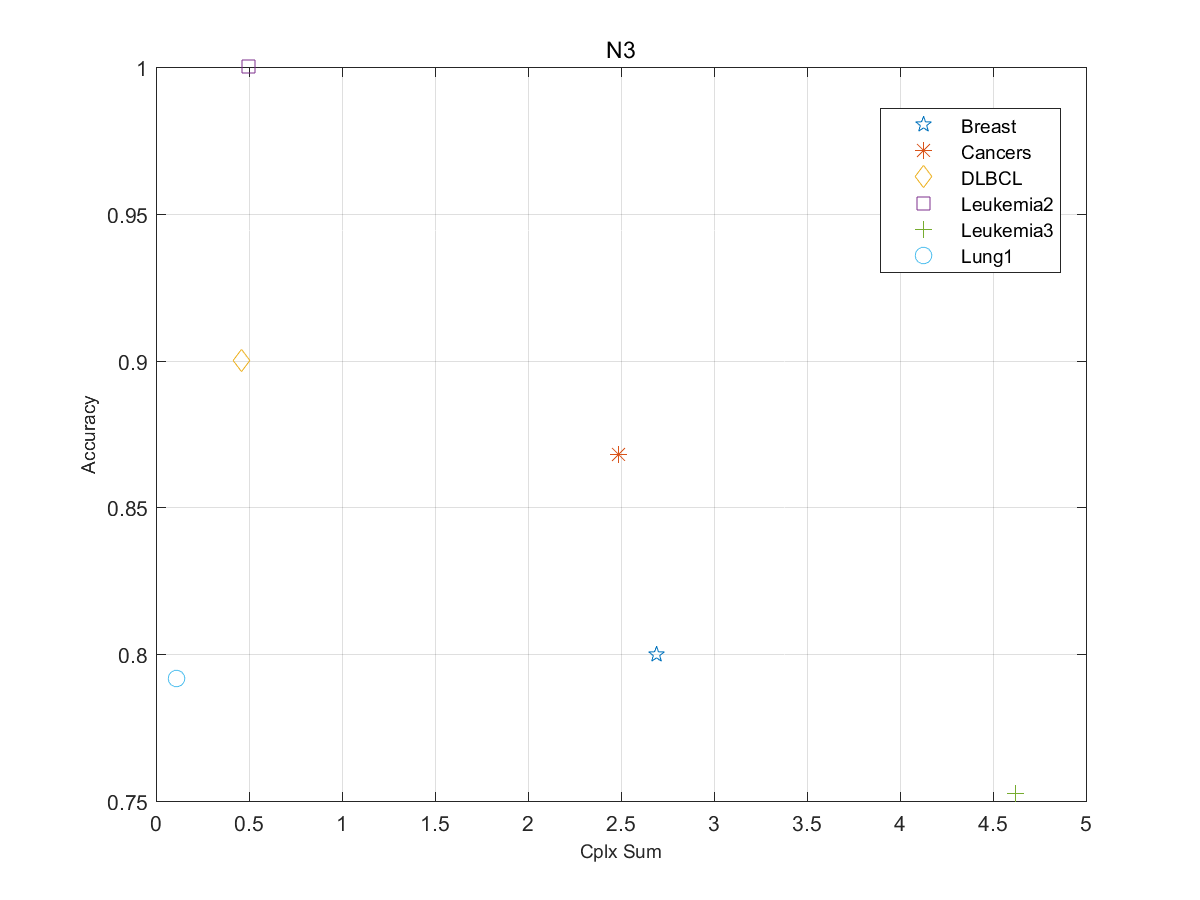 N3
1
0.95
0.9
0.85
0.8
0.75
Accuracy
Breast
Cancers
DLBCL
Leukemia2
Leukemia3
Lung1
0 0.5 1 1.5 2 2.5 3 3.5 4 4.5 5
Cplx Sum